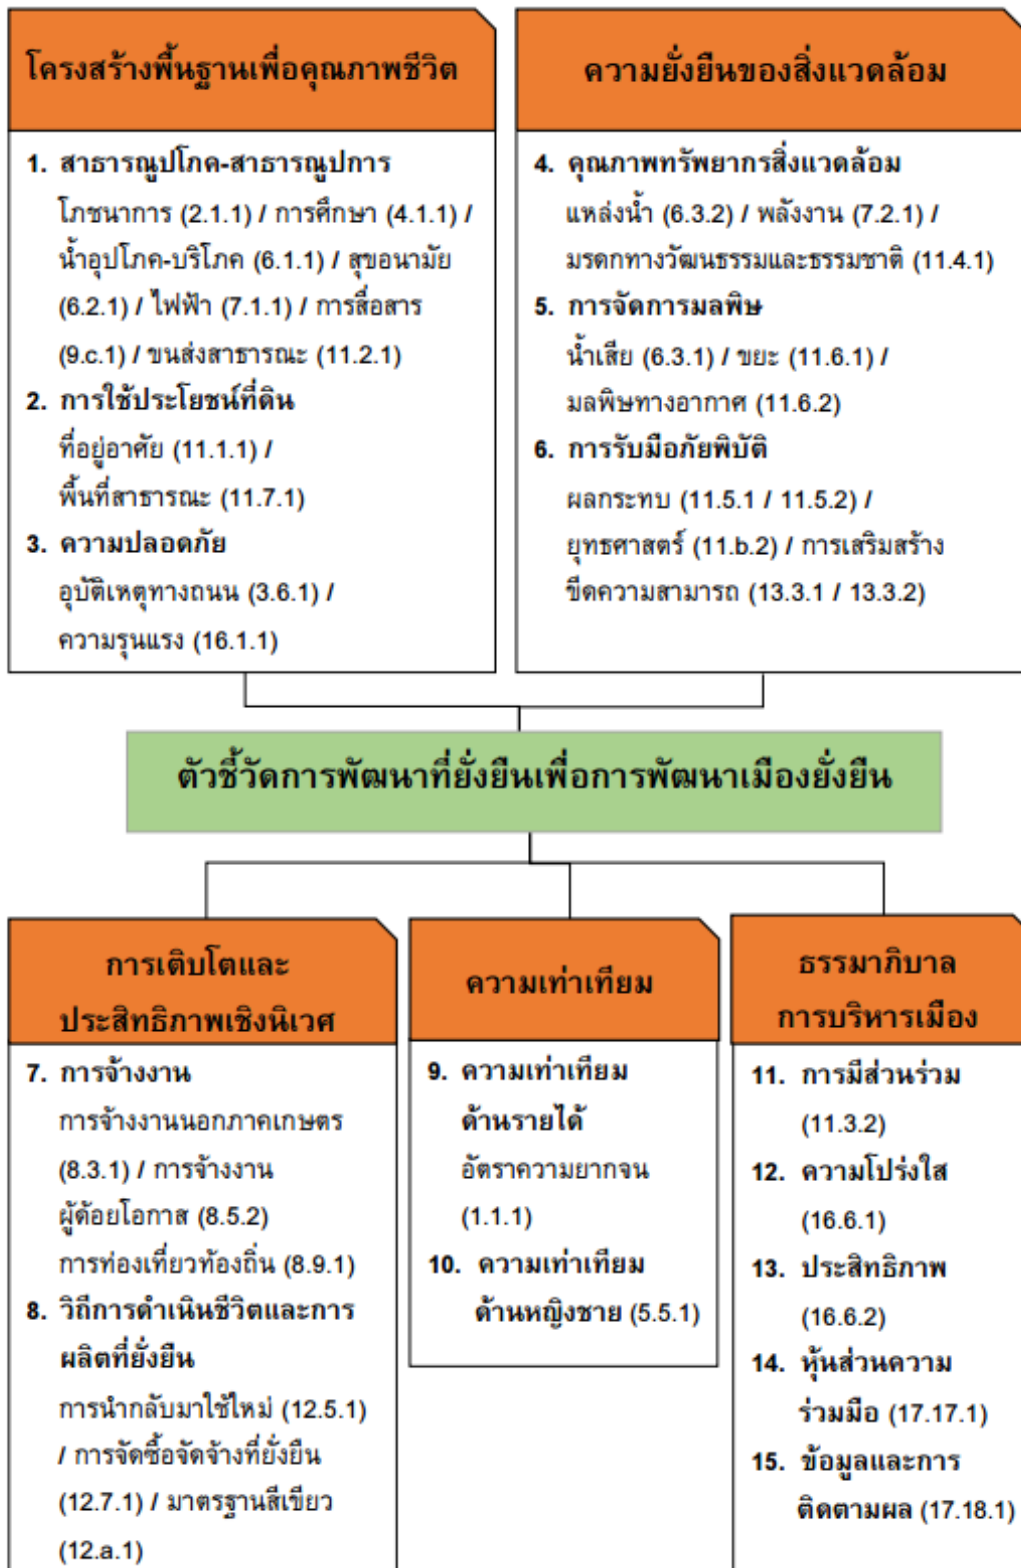 โครงสร้างพื้นฐานเพื่อคุณภาพชีวิต
1. สาธารณูปโภค-สาธารณูปการ
โภชนาการ (2.1.1) / การศึกษา (4.1.1) /
น้ำอุปโภค-บริโภค (6.1.1) / สุขอนามัย
(6.2.1) / ไฟฟ้า (7.1.1) / การสื่อสาร
(9.c.1) / ขนส่งสาธารณะ (11.2.1)
2. การใช้ประโยชน์ที่ดิน
ที่อยู่อาศัย (11.1.1) /
พื้นที่สาธารณะ (11.7.1)
3. ความปลอดภัย
อุบัติเหตุทางถนน (3.6.1) /
ความรุนแรง (16.1.1)
ความยั่งยืนของสิ่งแวดล้อม
4. คุณภาพทรัพยากรสิ่งแวดล้อม
แหล่งน้ำ (6.3.2) / พลังงาน (7.2.1) /
มรดกทางวัฒนธรรมและธรรมชาติ (11.4.1)
5. การจัดการมลพิษ
น้ำเสีย (6.3.1) / ขยะ (11.6.1) /
มลพิษทางอากาศ (11.6.2)
6. การรับมือภัยพิบัติ
ผลกระทบ (11.5.1 / 11.5.2) /
ยุทธศาสตร์ (11.b.2) / การเสริมสร้าง
ขีดความสามารถ (13.3.1 / 13.3.2)
ตัวชี้วัดการพัฒนาที่ยั่งยืนเพื่อการพัฒนาเมืองยั่งยืน
การเติบโตและ
ประสิทธิภาพเชิงนิเวศ
7. การจ้างงาน
การจ้างงานนอกภาคเกษตร
(8.3.1) / การจ้างงาน
ผู้ด้อยโอกาส (8.5.2)
การท่องเที่ยวท้องถิ่น (8.9.1)
8. วิถีการดำเนินชีวิตและการ
ผลิตที่ยั่งยืน
การนำกลับมาใช้ใหม่ (12.5.1)
/ การจัดซื้อจัดจ้างที่ยั่งยืน
(12.7.1) / มาตรฐานสีเขียว
(12.a.1)
ความเท่าเทียม
9. ความเท่าเทียม
ด้านรายได้
อัตราความยากจน
(1.1.1)
10. ความเท่าเทียม
ด้านหญิงชาย (5.5.1)
ธรรมาภิบาล
การบริหารเมือง
11. การมีส่วนร่วม
(11.3.2)
12. ความโปร่งใส
(16.6.1)
13. ประสิทธิภาพ
(16.6.2)
14. หุ้นส่วนความ
ร่วมมือ (17.17.1)
15. ข้อมูลและการ
ติดตามผล (17.18.1)